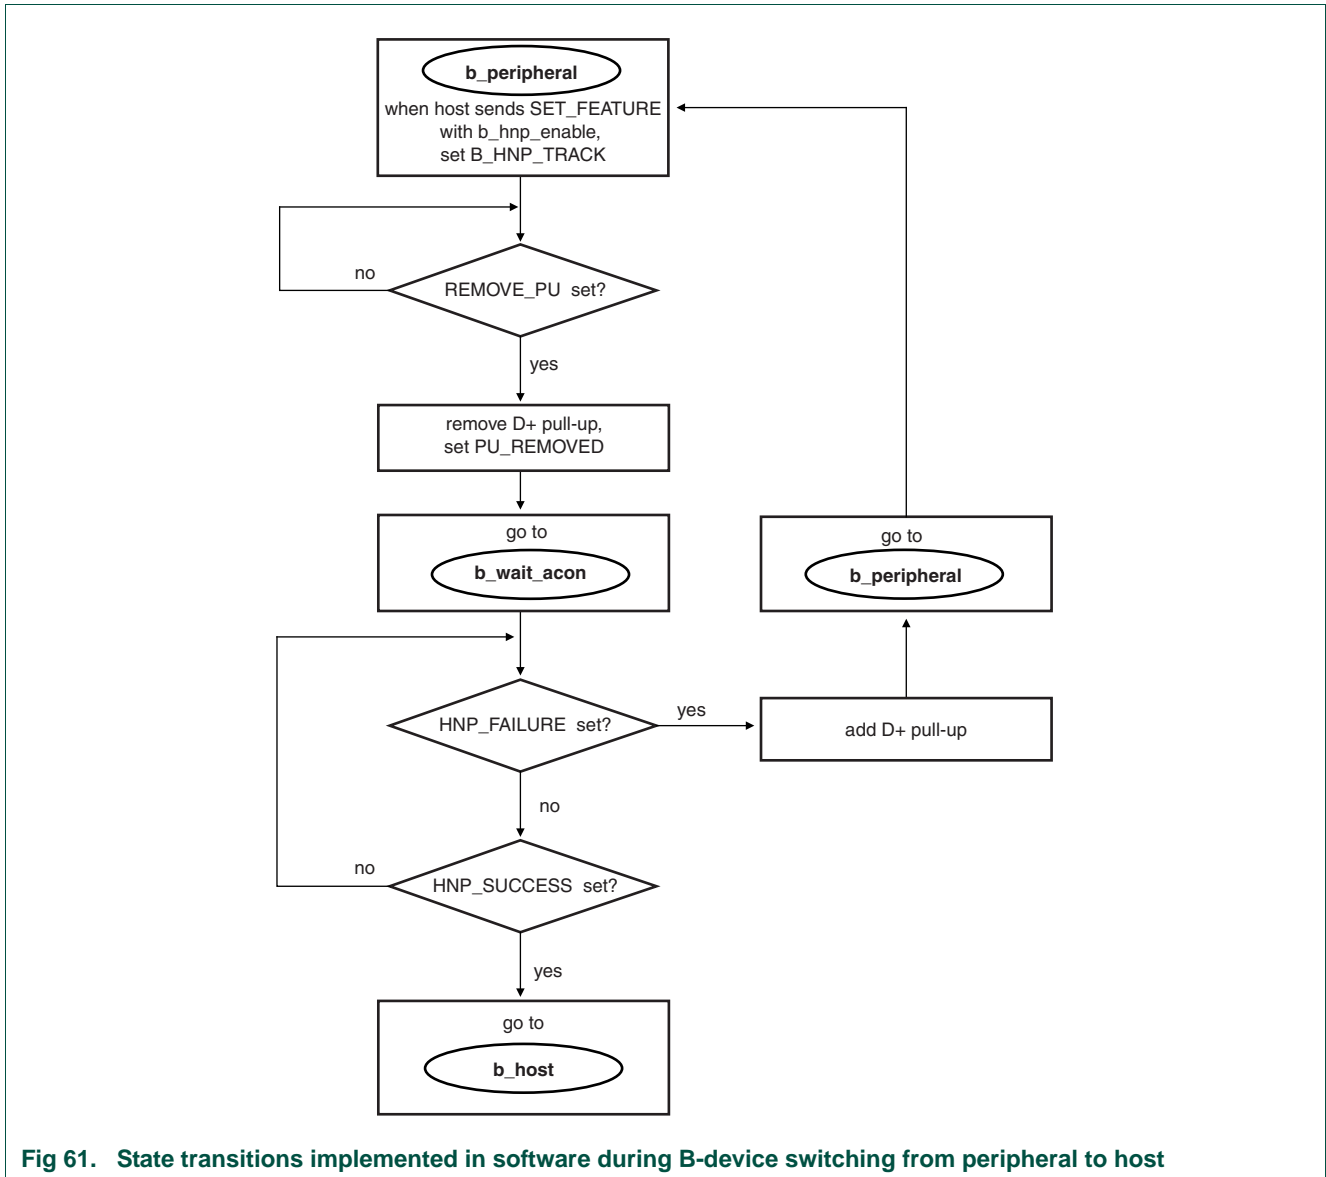 b_peripheral
when host sends SET_FEATURE
with b_hnp_enable,
set B_HNP_TRACK
no
REMOVE_PU set?
yes
remove D+ pull-up,
set PU_REMOVED
go to
b_wait_acon
go to
b_peripheral
HNP_FAILURE set?
yes
add D+ pull-up
no
no
HNP_SUCCESS set?
yes
go to
b_host
Fig 61. State transitions implemented in software during B-device switching from peripheral to host